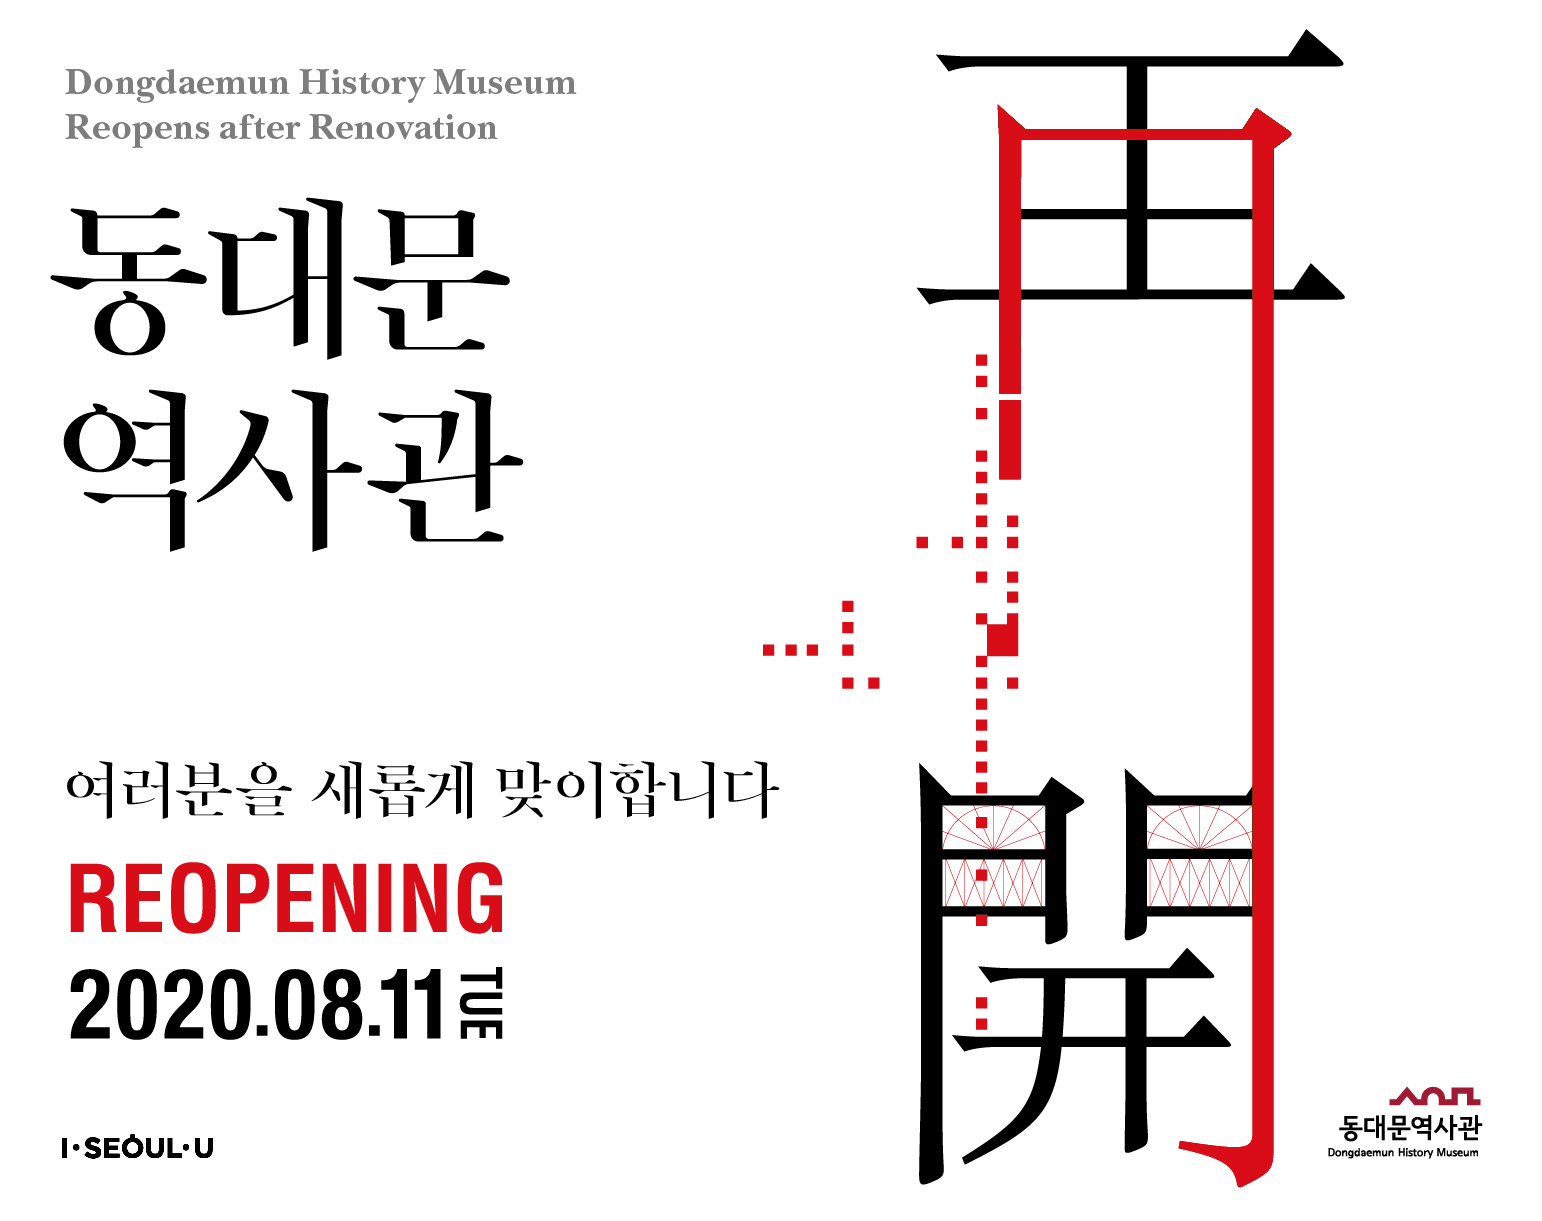 Dongdaemun History Museum
Reopens after Renovation
동대문
역사관
여러분을 새롭게 맞이합니다
REOPENING
2020.08.11 TUE
I·SEOUL·U
再
開
동대문역사관
Dongdaemun History Museum